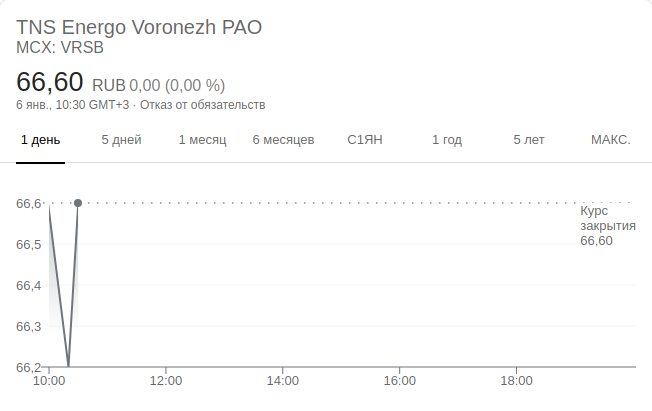 TNS Energo Voronezh PAO
MCX: VRSB
66,60 RUB 0,00 (0,00 %)
6 янв., 10:30 GMT+3 · Отказ от обязательств
1 день 5 дней 1 месяц 6 месяцев С1ЯН 1 год 5 лет МАКС.
66,6
Курс
закрытия
66,60
66,5
66,4
66,3
66,2
10:00 12:00 14:00 16:00 18:00